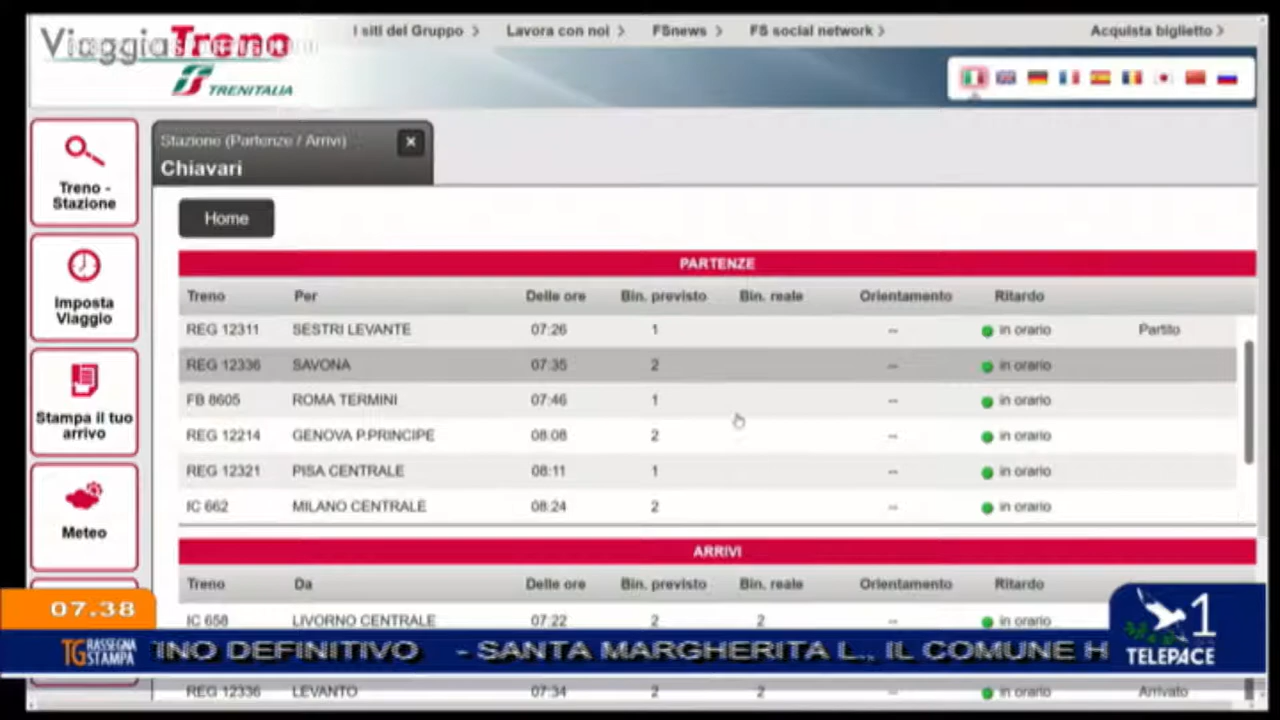 ViaggiaTreno
I siti del Gruppo > Lavora con noi > FSnews > FS social network > Acquista biglietto >
TRENITALIA
Stazione (Partenze / Arrivi) ×
Chiavari
Treno -
Stazione
Home
Imposta
Viaggio
Stampa il tuo
arrivo
Meteo
PARTENZE
Treno Per Delle ore Bin. previsto Bin. reale Orientamento Ritardo
REG 12311 SESTRI LEVANTE 07:26 1 -- in orario Partito
REG 12336 SAVONA 07:35 2 -- in orario
FB 8605 ROMA TERMINI 07:46 1 -- in orario
REG 12214 GENOVA P.PRINCIPE 08:08 2 -- in orario
REG 12321 PISA CENTRALE 08:11 1 -- in orario
IC 662 MILANO CENTRALE 08:24 2 -- in orario
ARRIVI
Treno Da Delle ore Bin. previsto Bin. reale Orientamento Ritardo
IC 658 LIVORNO CENTRALE 07:22 2 2 in orario
07.38
TG RASSEGNA STAMPA
INO DEFINITIVO - SANTA MARGHERITA L., IL COMUNE H
1
TELEPACE
REG 12336 LEVANTO 07:34 2 2 in orario Arrivato